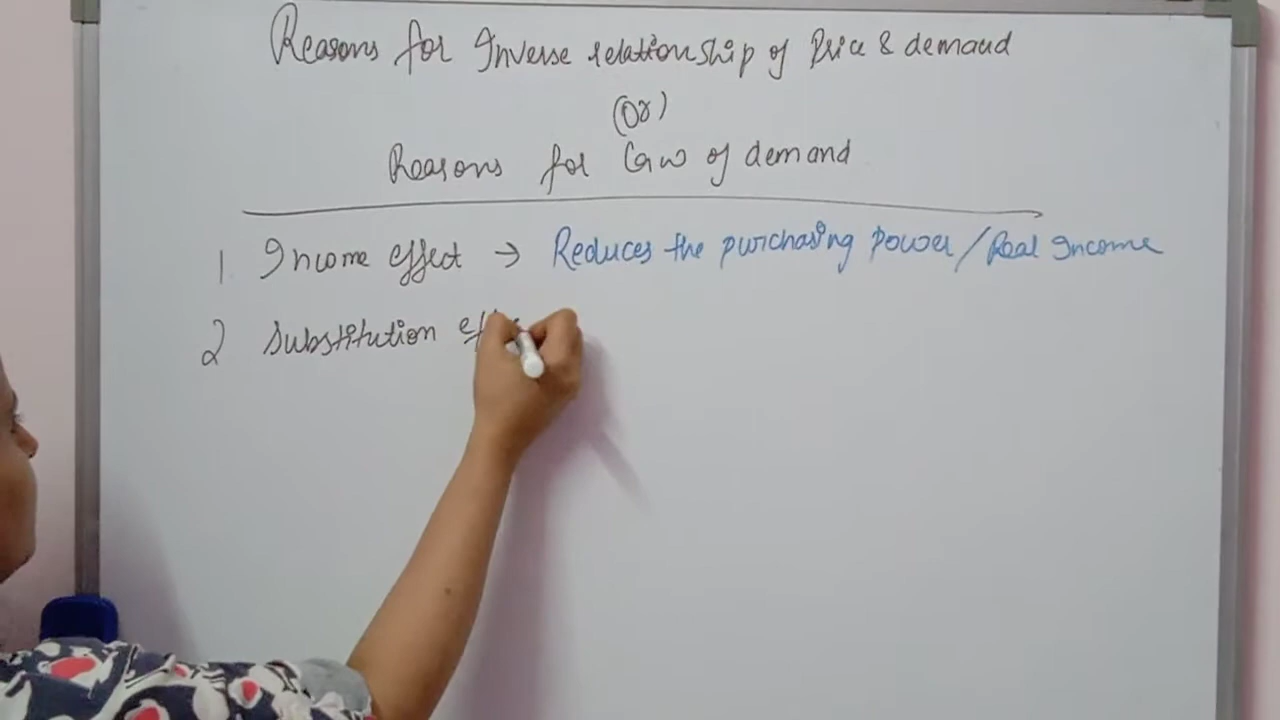 Reasons for Inverse relationship of Price & demand
(Or)
Reasons for Law of demand
1. Income effect → Reduces the purchasing power/Real Income
2 Substitution